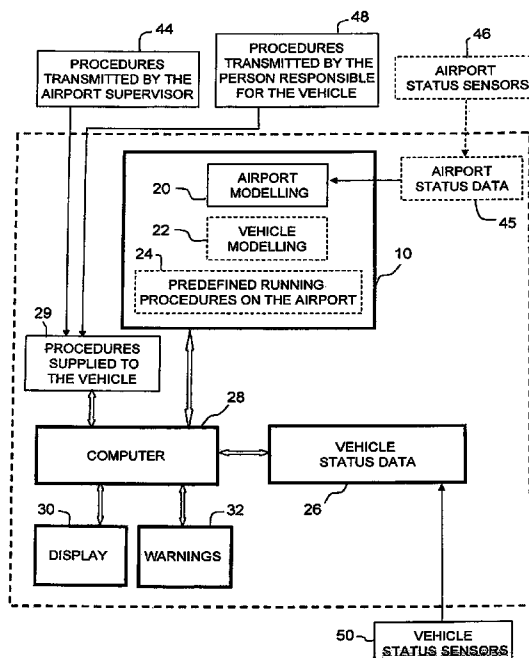 44
48
46
PROCEDURES
TRANSMITTED BY THE
AIRPORT SUPERVISOR
PROCEDURES
TRANSMITTED BY THE
PERSON RESPONSIBLE
FOR THE VEHICLE
AIRPORT
STATUS SENSORS
20
AIRPORT
MODELLING
AIRPORT
STATUS DATA
45
22
VEHICLE
MODELLING
24
10
PREDEFINED RUNNING
PROCEDURES ON THE AIRPORT
29
PROCEDURES
SUPPLIED TO
THE VEHICLE
28
COMPUTER
VEHICLE
STATUS DATA
26
30
32
DISPLAY
WARNINGS
50
VEHICLE
STATUS SENSORS